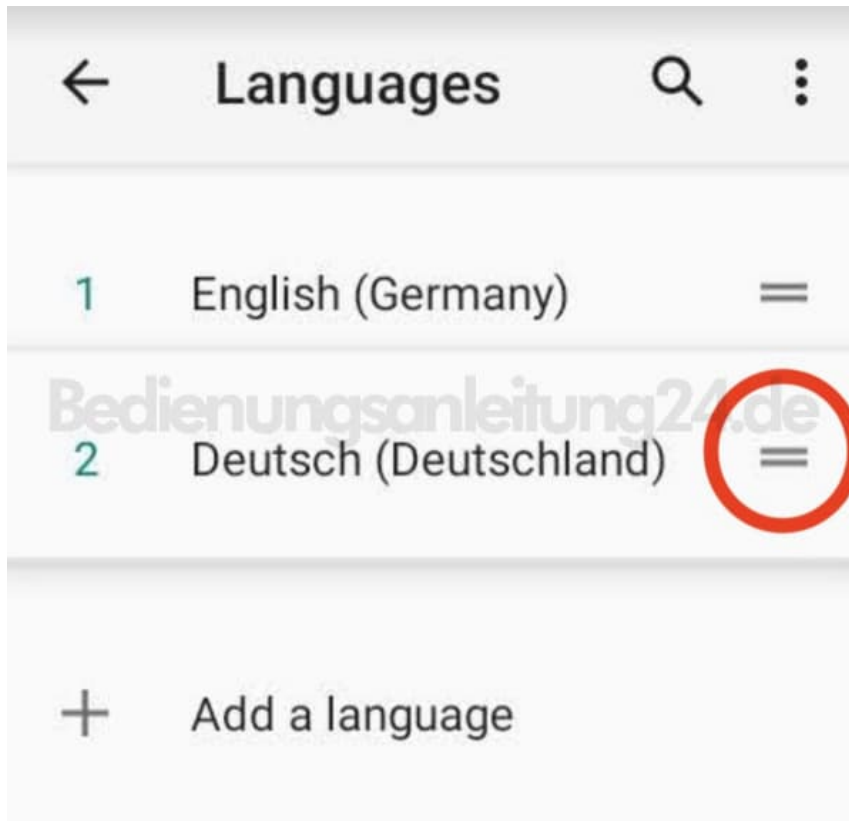 Languages
1 English (Germany)
Bedienungsanleitung24.de
2 Deutsch (Deutschland)
Add a language